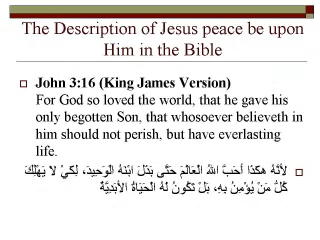 The Description of Jesus peace be upon
Him in the Bible
John 3:16 (King James Version)
For God so loved the world, that he gave his
only begotten Son, that whosoever believeth in
him should not perish, but have everlasting
life.
لأَنَّهُ هكَذَا أَحَبَّ اللهُ الْعَالَمَ حَتَّى بَذَلَ ابْنَهُ الْوَحِيدَ، لِكَيْ لاَ يَهْلِكَ
كُلُّ مَنْ يُؤْمِنُ بِهِ، بَلْ تَكُونُ لَهُ الْحَيَاةُ الأَبَدِيَّةُ